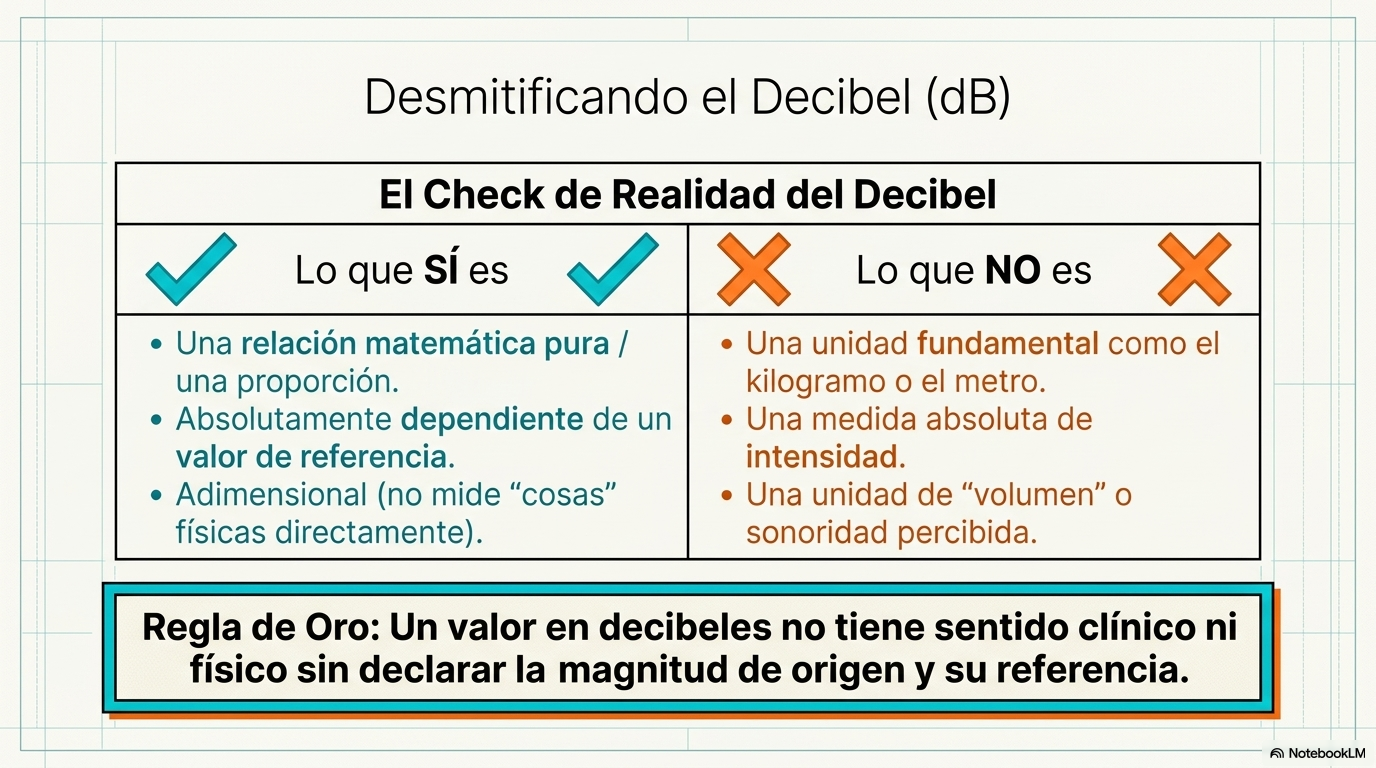 Desmitificando el Decibel (dB)
El Check de Realidad del Decibel
Lo que SÍ es
Lo que NO es
• Una relación matemática pura /
una proporción.
• Absolutamente dependiente de un
valor de referencia.
• Adimensional (no mide “cosas”
físicas directamente).
• Una unidad fundamental como el
kilogramo o el metro.
• Una medida absoluta de
intensidad.
• Una unidad de “volumen” o
sonoridad percibida.
Regla de Oro: Un valor en decibeles no tiene sentido clínico ni
físico sin declarar la magnitud de origen y su referencia.
NotebookLM